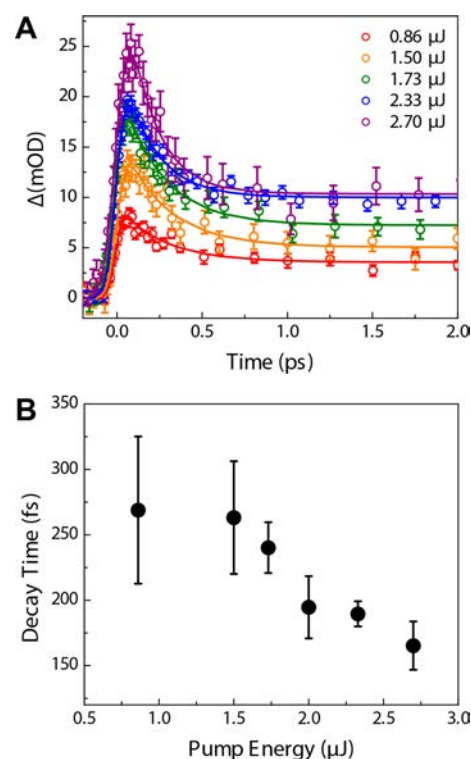 A
25
20
15
10
5
0
Δ(mOD)
0.86 µJ
1.50 µJ
1.73 µJ
2.33 µJ
2.70 µJ
0.0 0.5 1.0 1.5 2.0
Time (ps)
B
350
300
250
200
150
Decay Time (fs)
0.5 1.0 1.5 2.0 2.5 3.0
Pump Energy (µJ)